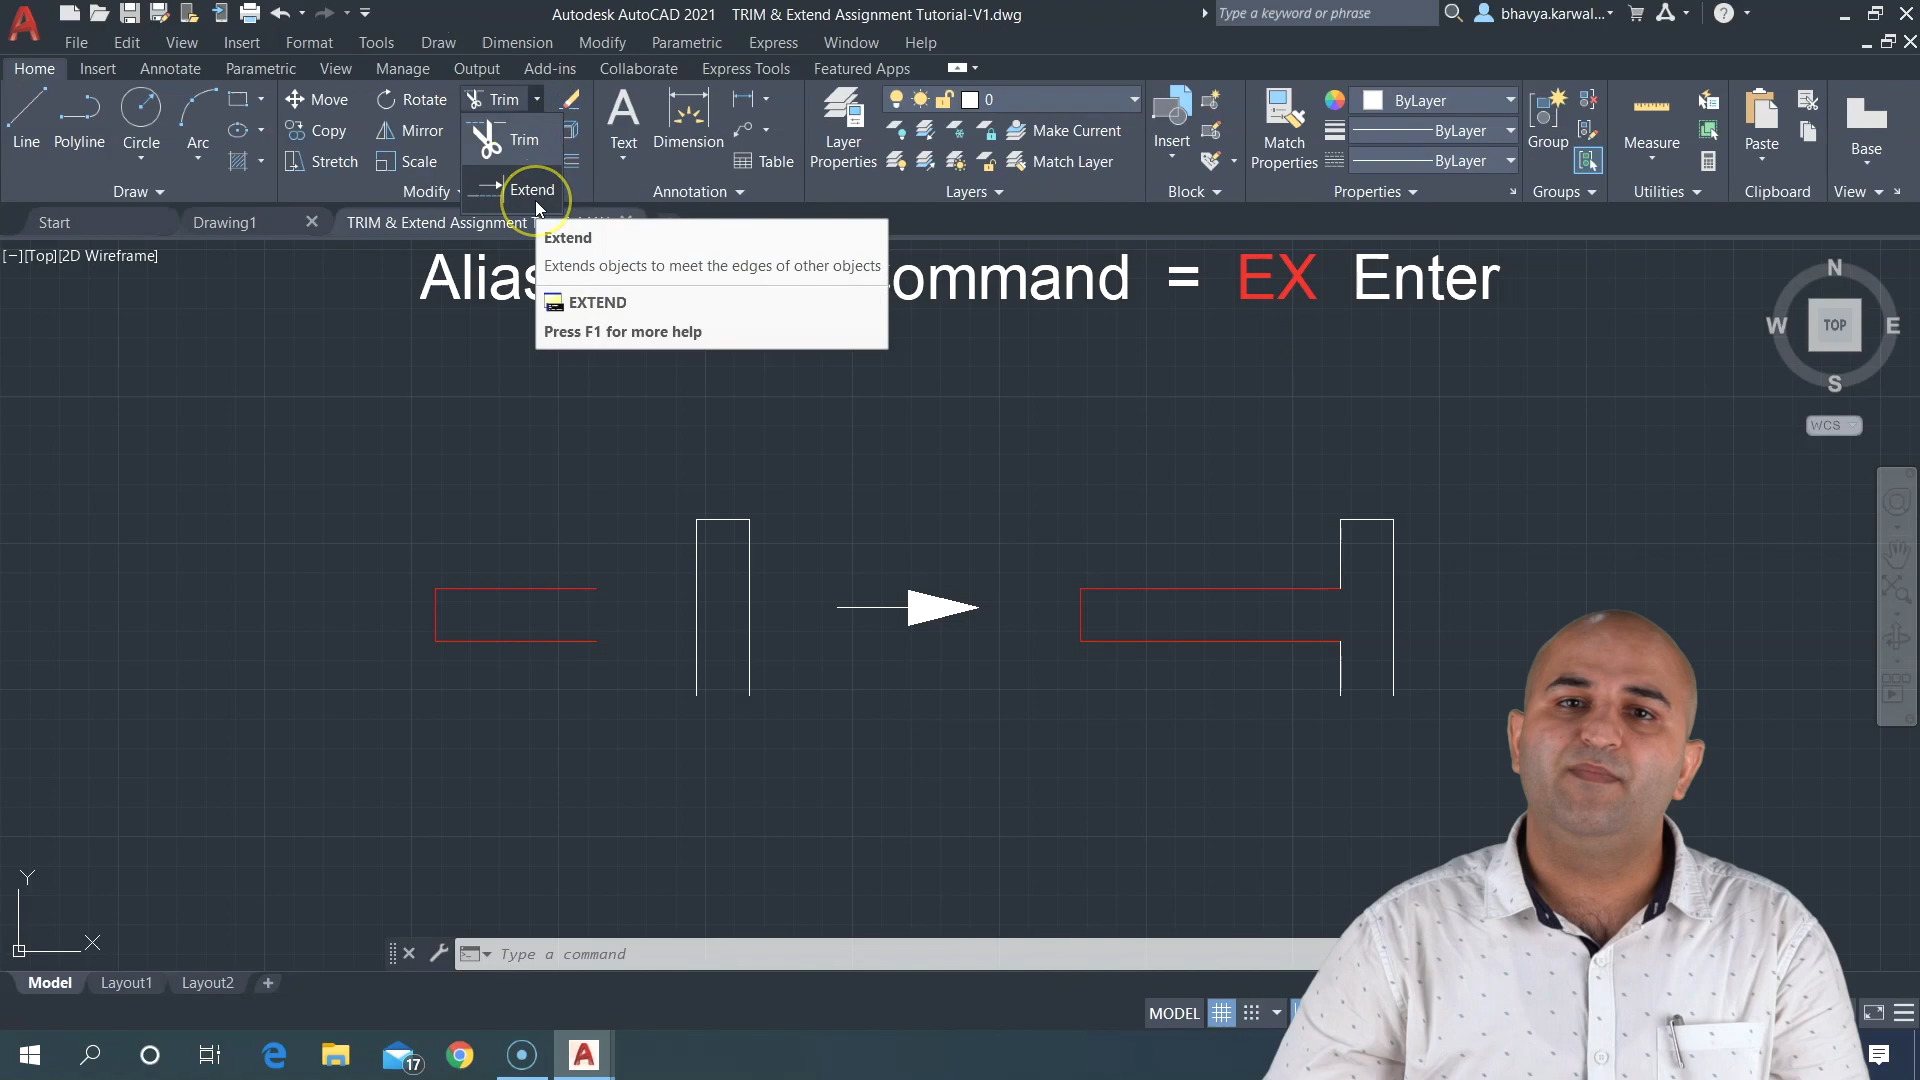 Autodesk AutoCAD 2021 TRIM & Extend Assignment Tutorial-V1.dwg
Type a keyword or phrase
bhavya.karwal...
File Edit View Insert Format Tools Draw Dimension Modify Parametric Express Window Help
Home Insert Annotate Parametric View Manage Output Add-ins Collaborate Express Tools Featured Apps
Line Polyline Circle Arc
Draw
Move Rotate Trim
Copy Mirror
Stretch Scale
Modify
Trim
Extend
Text Dimension Table
Annotation
Layer Properties
0
Make Current
Match Layer
Layers
Insert
Block
Match Properties
ByLayer
ByLayer
ByLayer
Properties
Group
Groups
Measure
Utilities
Paste
Clipboard
Base
View
Start Drawing1 TRIM & Extend Assignment
Extend
Extends objects to meet the edges of other objects
EXTEND
Press F1 for more help
[−][Top][2D Wireframe]
= EX Enter
N
W TOP E
S
WCS
Y
X
Type a command
Model Layout1 Layout2 +
MODEL
17